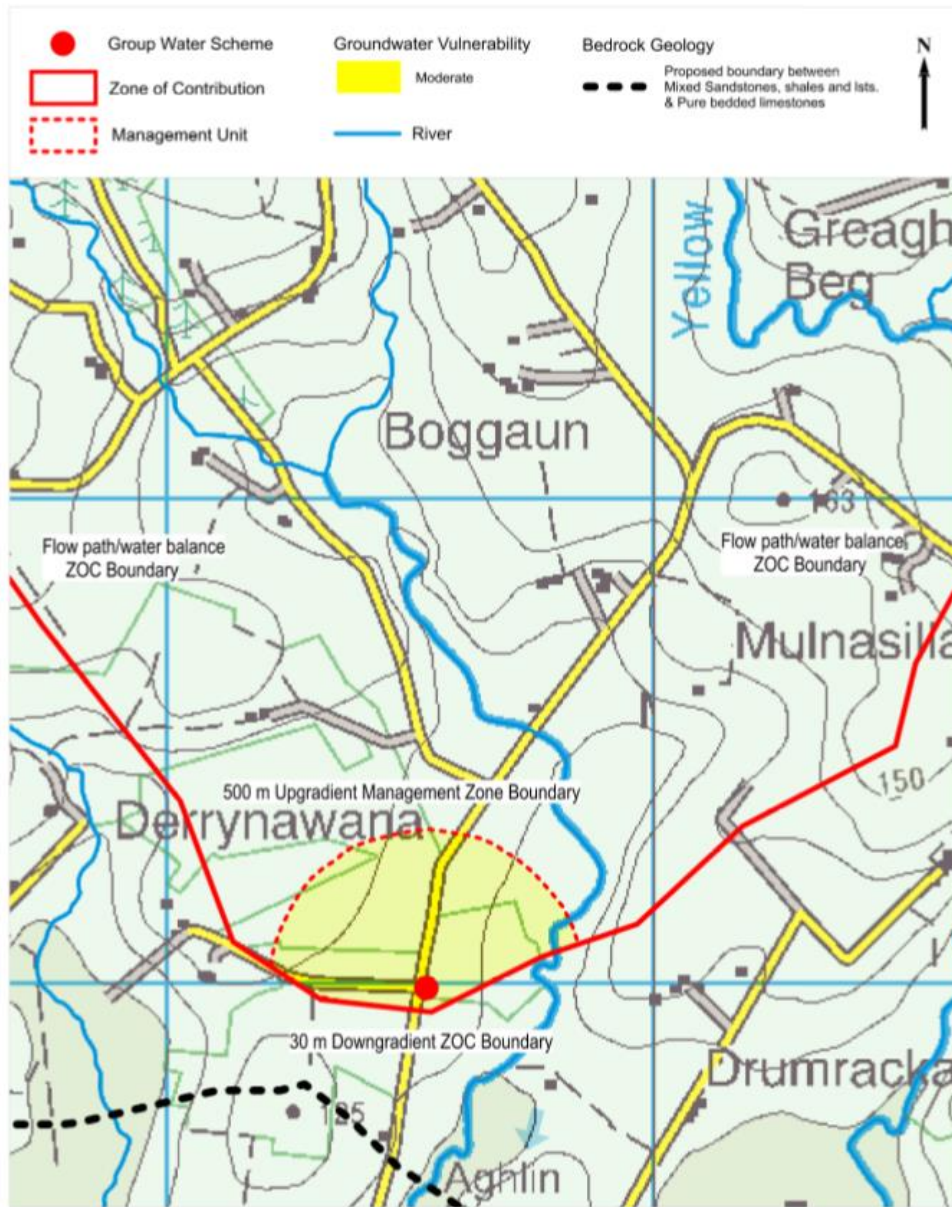 Group Water Scheme
Zone of Contribution
Management Unit
Groundwater Vulnerability
Moderate
River
Bedrock Geology
Proposed boundary between
Mixed Sandstones, shales and lsts.
& Pure bedded limestones
N
Yellow
Greagh
Beg
Boggaun
163
Flow path/water balance
ZOC Boundary
Flow path/water balance
ZOC Boundary
Mulnasilla
150
500 m Upgradient Management Zone Boundary
Derrynawana
30 m Downgradient ZOC Boundary
Drumracka
125
Aghlin